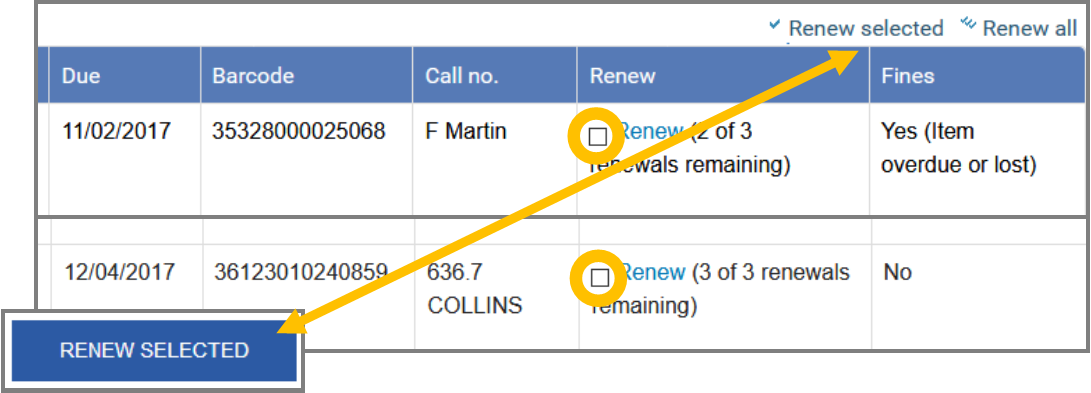 Renew selected Renew all
Due Barcode Call no. Renew Fines
11/02/2017 35328000025068 F Martin Renew (2 of 3 Yes (Item
renewals remaining) overdue or lost)
12/04/2017 36123010240859 636.7 Renew (3 of 3 renewals No
COLLINS remaining)
RENEW SELECTED